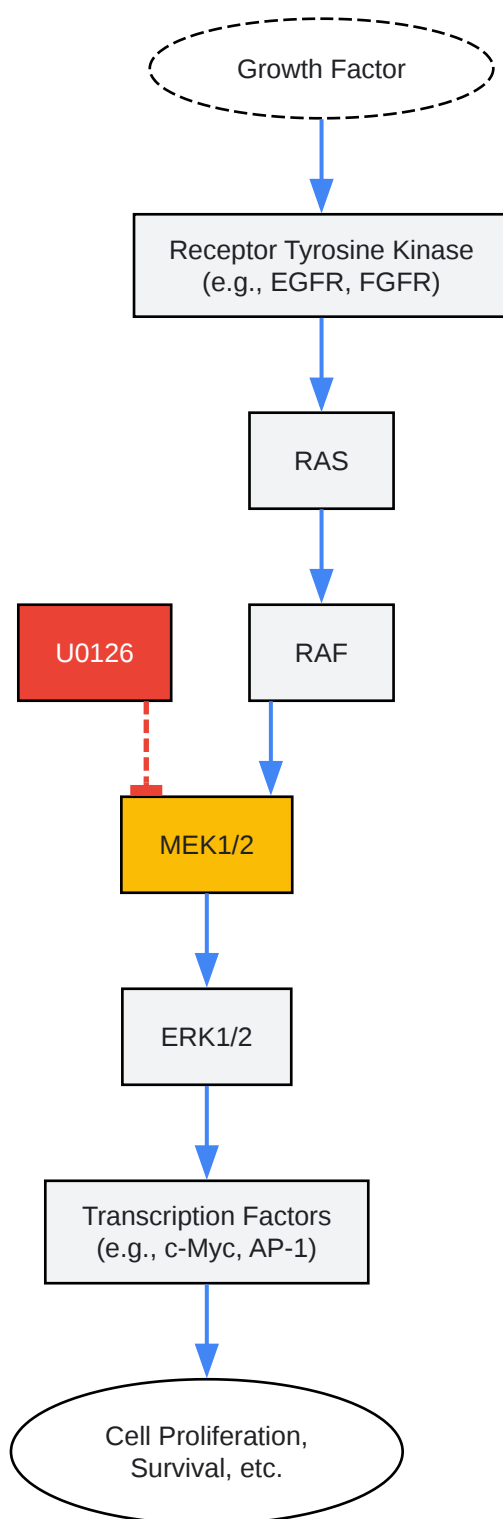 Growth Factor
Receptor Tyrosine Kinase
(e.g., EGFR, FGFR)
RAS
U0126
RAF
MEK1/2
ERK1/2
Transcription Factors
(e.g., c-Myc, AP-1)
Cell Proliferation,
Survival, etc.